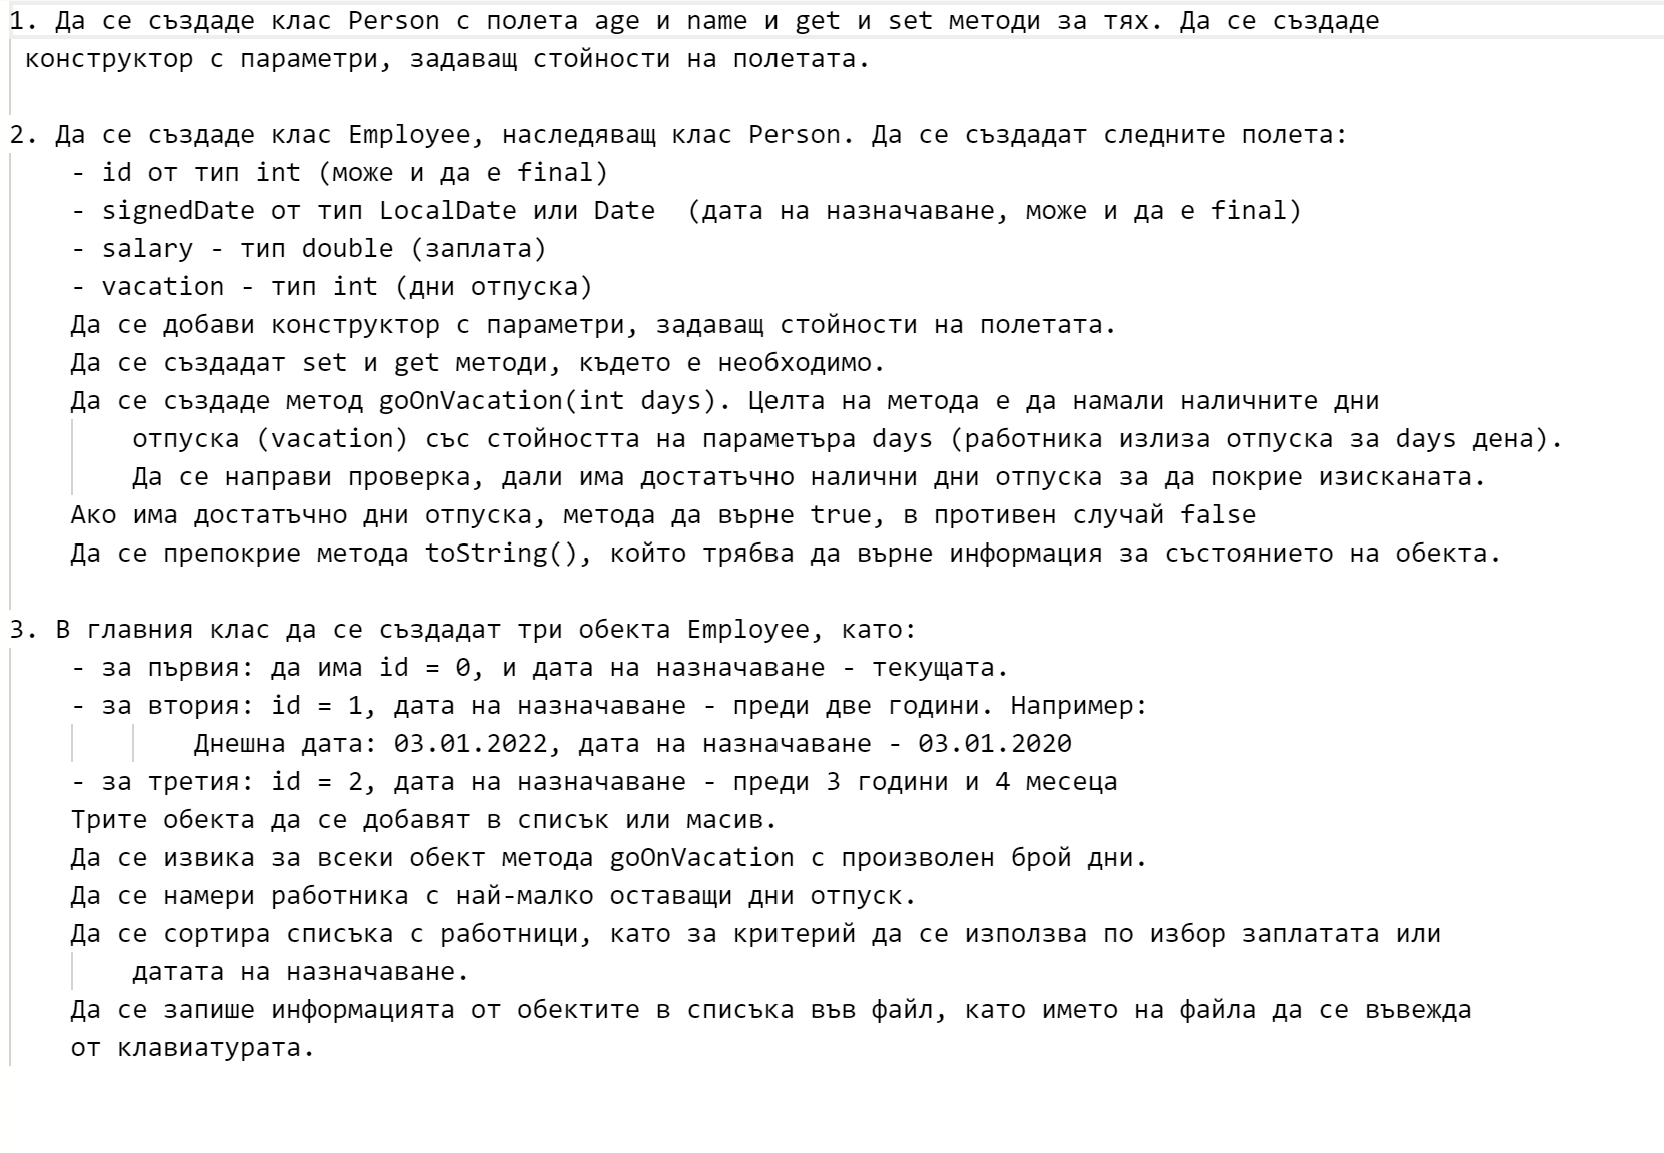 1. Да се създаде клас Person с полета age и name и get и set методи за тях. Да се създаде
конструктор с параметри, задаващ стойности на полетата.
2. Да се създаде клас Employee, наследяващ клас Person. Да се създадат следните полета:
- id от тип int (може и да е final)
- signedDate от тип LocalDate или Date  (дата на назначаване, може и да е final)
- salary - тип double (заплата)
- vacation - тип int (дни отпуска)
Да се добави конструктор с параметри, задаващ стойности на полетата.
Да се създадат set и get методи, където е необходимо.
Да се създаде метод goOnVacation(int days). Целта на метода е да намали наличните дни
отпуска (vacation) със стойността на параметъра days (работника излиза отпуска за days дена).
Да се направи проверка, дали има достатъчно налични дни отпуска за да покрие изисканата.
Ако има достатъчно дни отпуска, метода да върне true, в противен случай false
Да се препокрие метода toString(), който трябва да върне информация за състоянието на обекта.
3. В главния клас да се създадат три обекта Employee, като:
- за първия: да има id = 0, и дата на назначаване - текущата.
- за втория: id = 1, дата на назначаване - преди две години. Например:
Днешна дата: 03.01.2022, дата на назначаване - 03.01.2020
- за третия: id = 2, дата на назначаване - преди 3 години и 4 месеца
Трите обекта да се добавят в списък или масив.
Да се извика за всеки обект метода goOnVacation с произволен брой дни.
Да се намери работника с най-малко оставащи дни отпуск.
Да се сортира списъка с работници, като за критерий да се използва по избор заплатата или
датата на назначаване.
Да се запише информацията от обектите в списъка във файл, като името на файла да се въвежда
от клавиатурата.